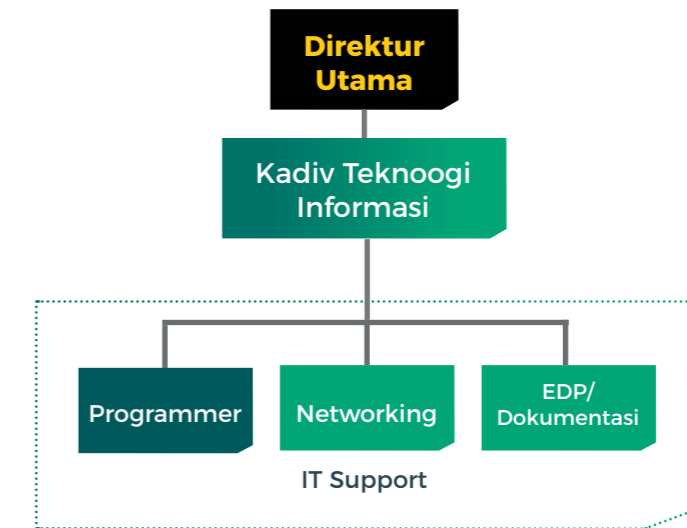 Direktur
Utama
Kadiv Teknoogi
Informasi
Programmer
Networking
EDP/
Dokumentasi
IT Support